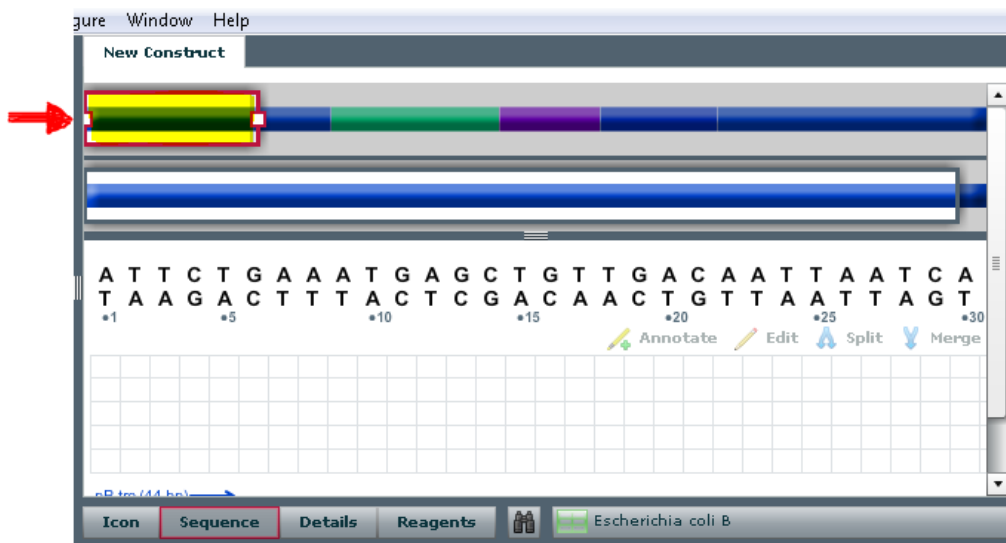 gure Window Help
New Construct
A T T C T G A A A T G A G C T G T T G A C A A T T A A T C A
T A A G A C T T T A C T C G A C A A C T G T T A A T T A G T
•1 •5 •10 •15 •20 •25 •30
Annotate Edit Split Merge
Icon Sequence Details Reagents Escherichia coli B